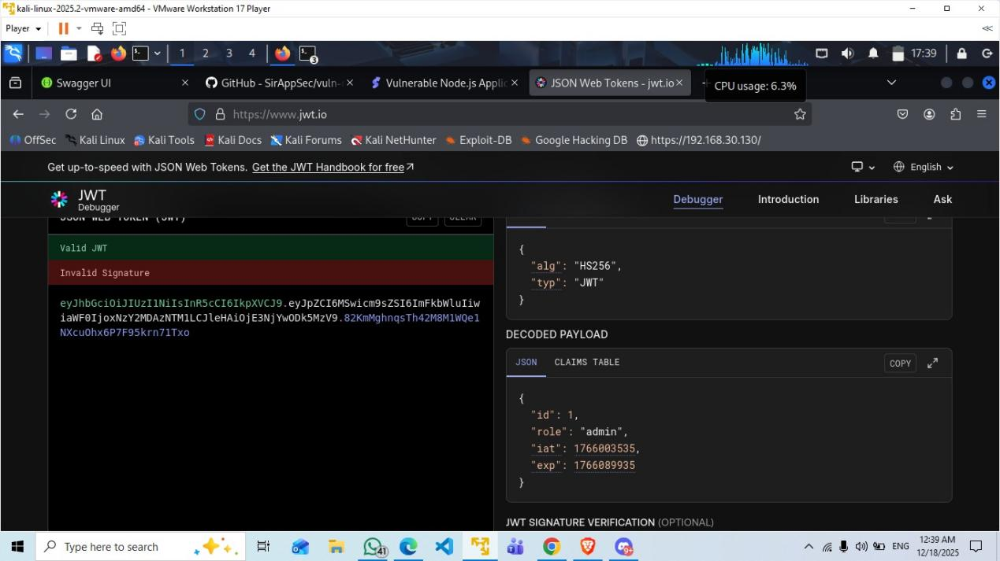 kali-linux-2025.2-vmware-amd64 - VMware Workstation 17 Player
Player
1 2 3 4 3 17:39
Swagger UI GitHub - SirAppSec/vuln- Vulnerable Node.js Applic JSON Web Tokens - jwt.io
CPU usage: 6.3%
https://www.jwt.io
OffSec Kali Linux Kali Tools Kali Docs Kali Forums Kali NetHunter Exploit-DB Google Hacking DB https://192.168.30.130/
Get up-to-speed with JSON Web Tokens. Get the JWT Handbook for free English
JWT
Debugger
Debugger Introduction Libraries Ask
JSON WEB TOKEN (JWT) COPY CLEAR
Valid JWT
Invalid Signature
eyJhbGciOiJIUzI1NiIsInR5cCI6IkpXVCJ9.eyJpZCI6MSwicm9sZSI6ImFkbWluIiw
iaWF0IjoxNzY2MDAzNTM1LCJleHAiOjE3NjYwODk5MzV9.82KmMghnqsTh42M8M1WQe1
NXcuOhx6P7F95krn71Txo
{
"alg": "HS256",
"typ": "JWT"
}
DECODED PAYLOAD
JSON CLAIMS TABLE COPY
{
"id": 1,
"role": "admin",
"iat": 1766003535,
"exp": 1766089935
}
JWT SIGNATURE VERIFICATION (OPTIONAL)
Type here to search 41 9+ ENG 12:39 AM
12/18/2025